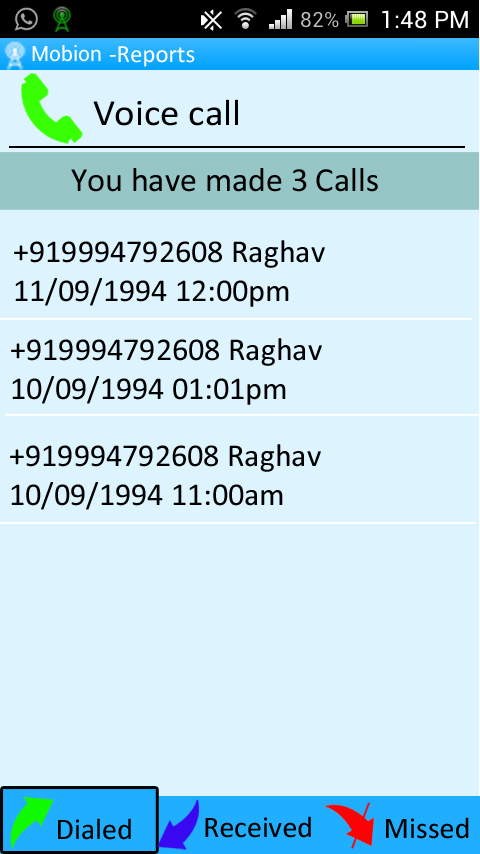 82% 1:48 PM
Mobion -Reports
Voice call
You have made 3 Calls
+919994792608 Raghav
11/09/1994 12:00pm
+919994792608 Raghav
10/09/1994 01:01pm
+919994792608 Raghav
10/09/1994 11:00am
Dialed Received Missed